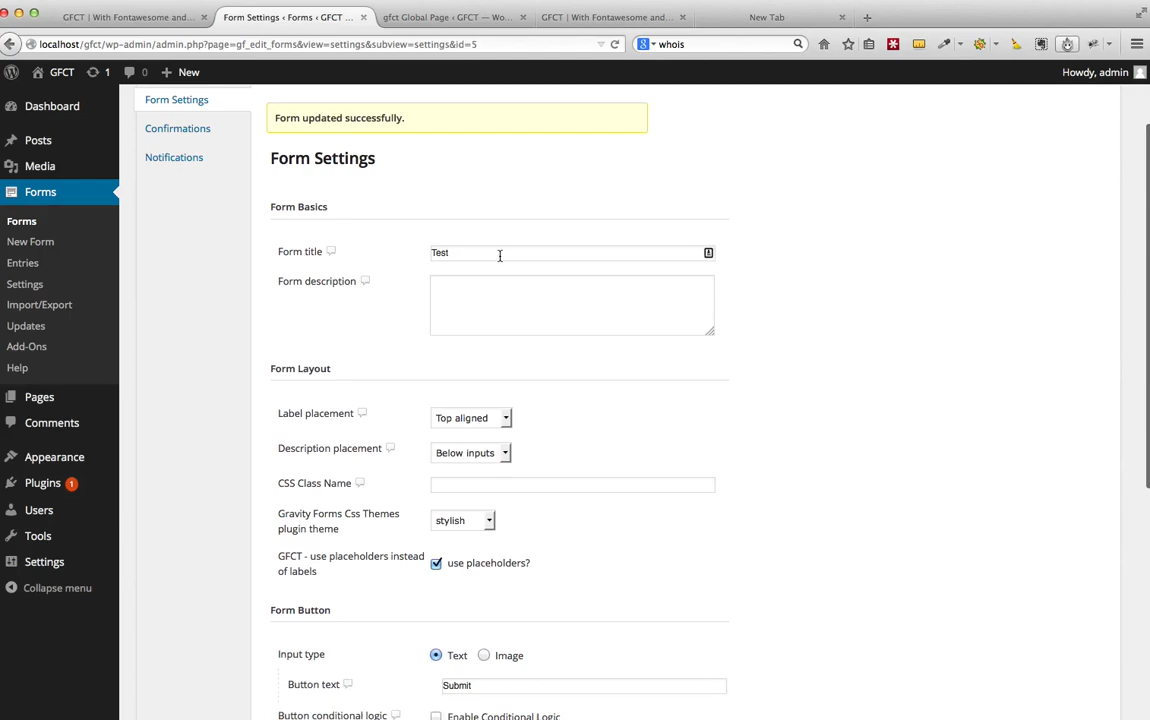 GFCT | With Fontawesome and...
Form Settings ‹ Forms ‹ GFCT ...
gfct Global Page ‹ GFCT — Wo...
GFCT | With Fontawesome and...
New Tab
localhost/gfct/wp-admin/admin.php?page=gf_edit_forms&view=settings&subview=settings&id=5
whois
GFCT
1
0
New
Howdy, admin
Dashboard
Posts
Media
Forms
Forms
New Form
Entries
Settings
Import/Export
Updates
Add-Ons
Help
Pages
Comments
Appearance
Plugins 1
Users
Tools
Settings
Collapse menu
Form Settings
Confirmations
Notifications
Form updated successfully.
Form Settings
Form Basics
Form title
Test
Form description
Form Layout
Label placement
Top aligned
Description placement
Below inputs
CSS Class Name
Gravity Forms Css Themes
plugin theme
stylish
GFCT - use placeholders instead
of labels
use placeholders?
Form Button
Input type
Text
Image
Button text
Submit
Button conditional logic
Enable Conditional Logic